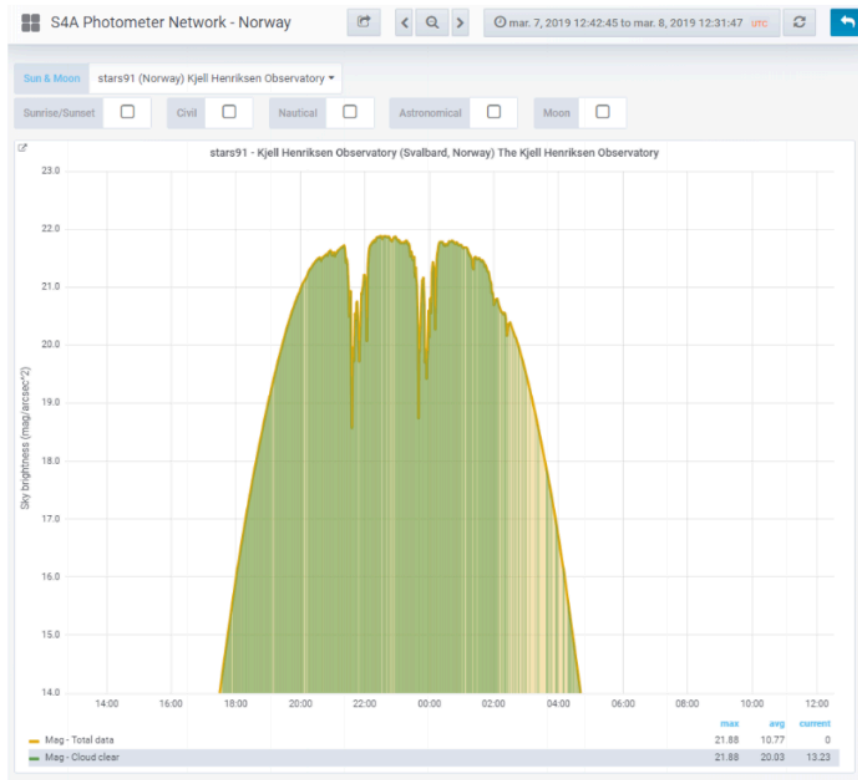 S4A Photometer Network - Norway
mar. 7, 2019 12:42:45 to mar. 8, 2019 12:31:47 UTC
Sun & Moon stars91 (Norway) Kjell Henriksen Observatory
Sunrise/Sunset Civil Nautical Astronomical Moon
stars91 - Kjell Henriksen Observatory (Svalbard, Norway) The Kjell Henriksen Observatory
Sky brightness (mag/arcsec^2)
23.0
22.0
21.0
20.0
19.0
18.0
17.0
16.0
15.0
14.0
14:00 16:00 18:00 20:00 22:00 00:00 02:00 04:00 06:00 08:00 10:00 12:00
max avg current
Mag - Total data 21.88 10.77 0
Mag - Cloud clear 21.88 20.03 13.23